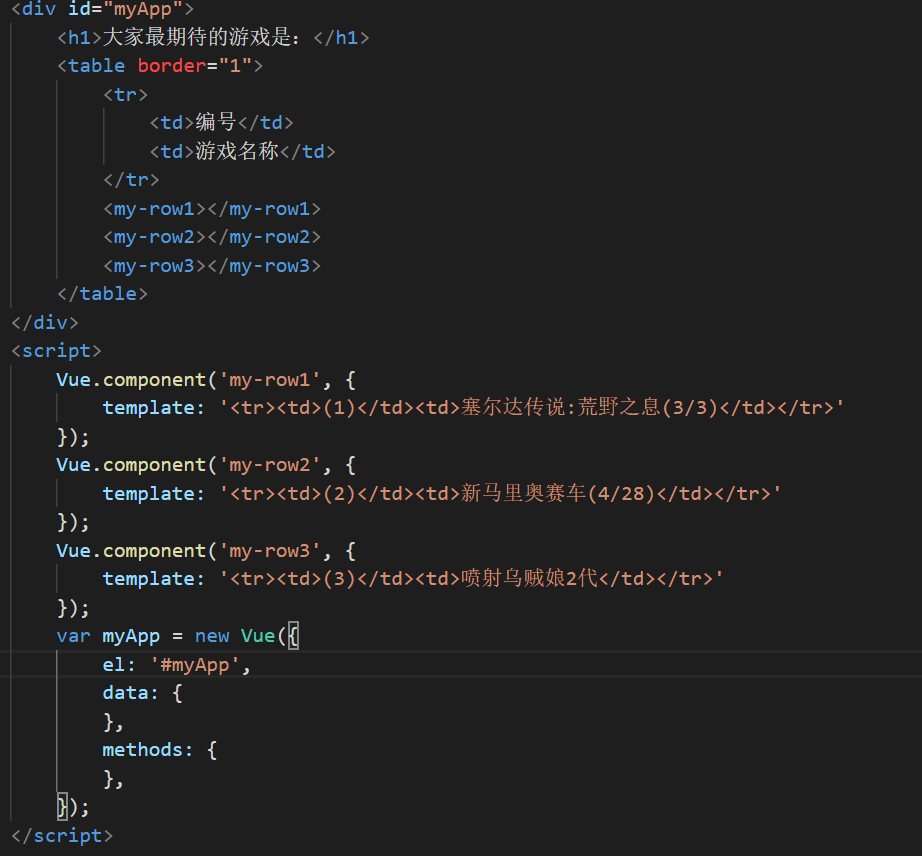 <div id="myApp">
    <h1>大家最期待的游戏是：</h1>
    <table border="1">
        <tr>
            <td>编号</td>
            <td>游戏名称</td>
        </tr>
        <my-row1></my-row1>
        <my-row2></my-row2>
        <my-row3></my-row3>
    </table>
</div>
<script>
    Vue.component('my-row1', {
        template: '<tr><td>(1)</td><td>塞尔达传说:荒野之息(3/3)</td></tr>'
    });
    Vue.component('my-row2', {
        template: '<tr><td>(2)</td><td>新马里奥赛车(4/28)</td></tr>'
    });
    Vue.component('my-row3', {
        template: '<tr><td>(3)</td><td>喷射乌贼娘2代</td></tr>'
    });
    var myApp = new Vue({
        el: '#myApp',
        data: {
        },
        methods: {
        },
    });
</script>